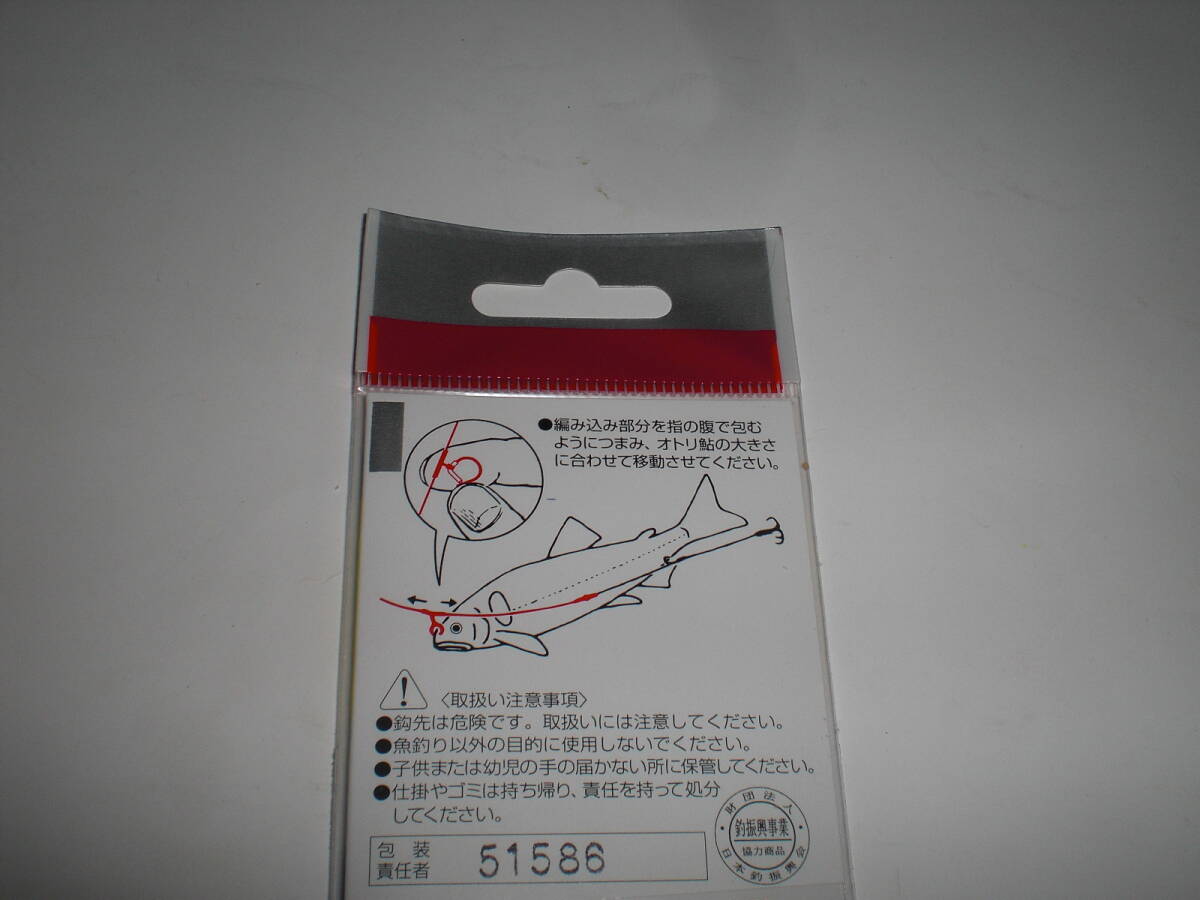 ●編み込み部分を指の腹で包む
ようにつまみ、オトリ鮎の大きさ
に合わせて移動させてください。
〈取扱い注意事項〉
●鈎先は危険です。取扱いには注意してください。
●魚釣り以外の目的に使用しないでください。
●子供または幼児の手の届かない所に保管してください。
●仕掛やゴミは持ち帰り、責任を持って処分
してください。
包装
責任者
51586
財団法人
釣振興事業
協力商品
日本釣振興会